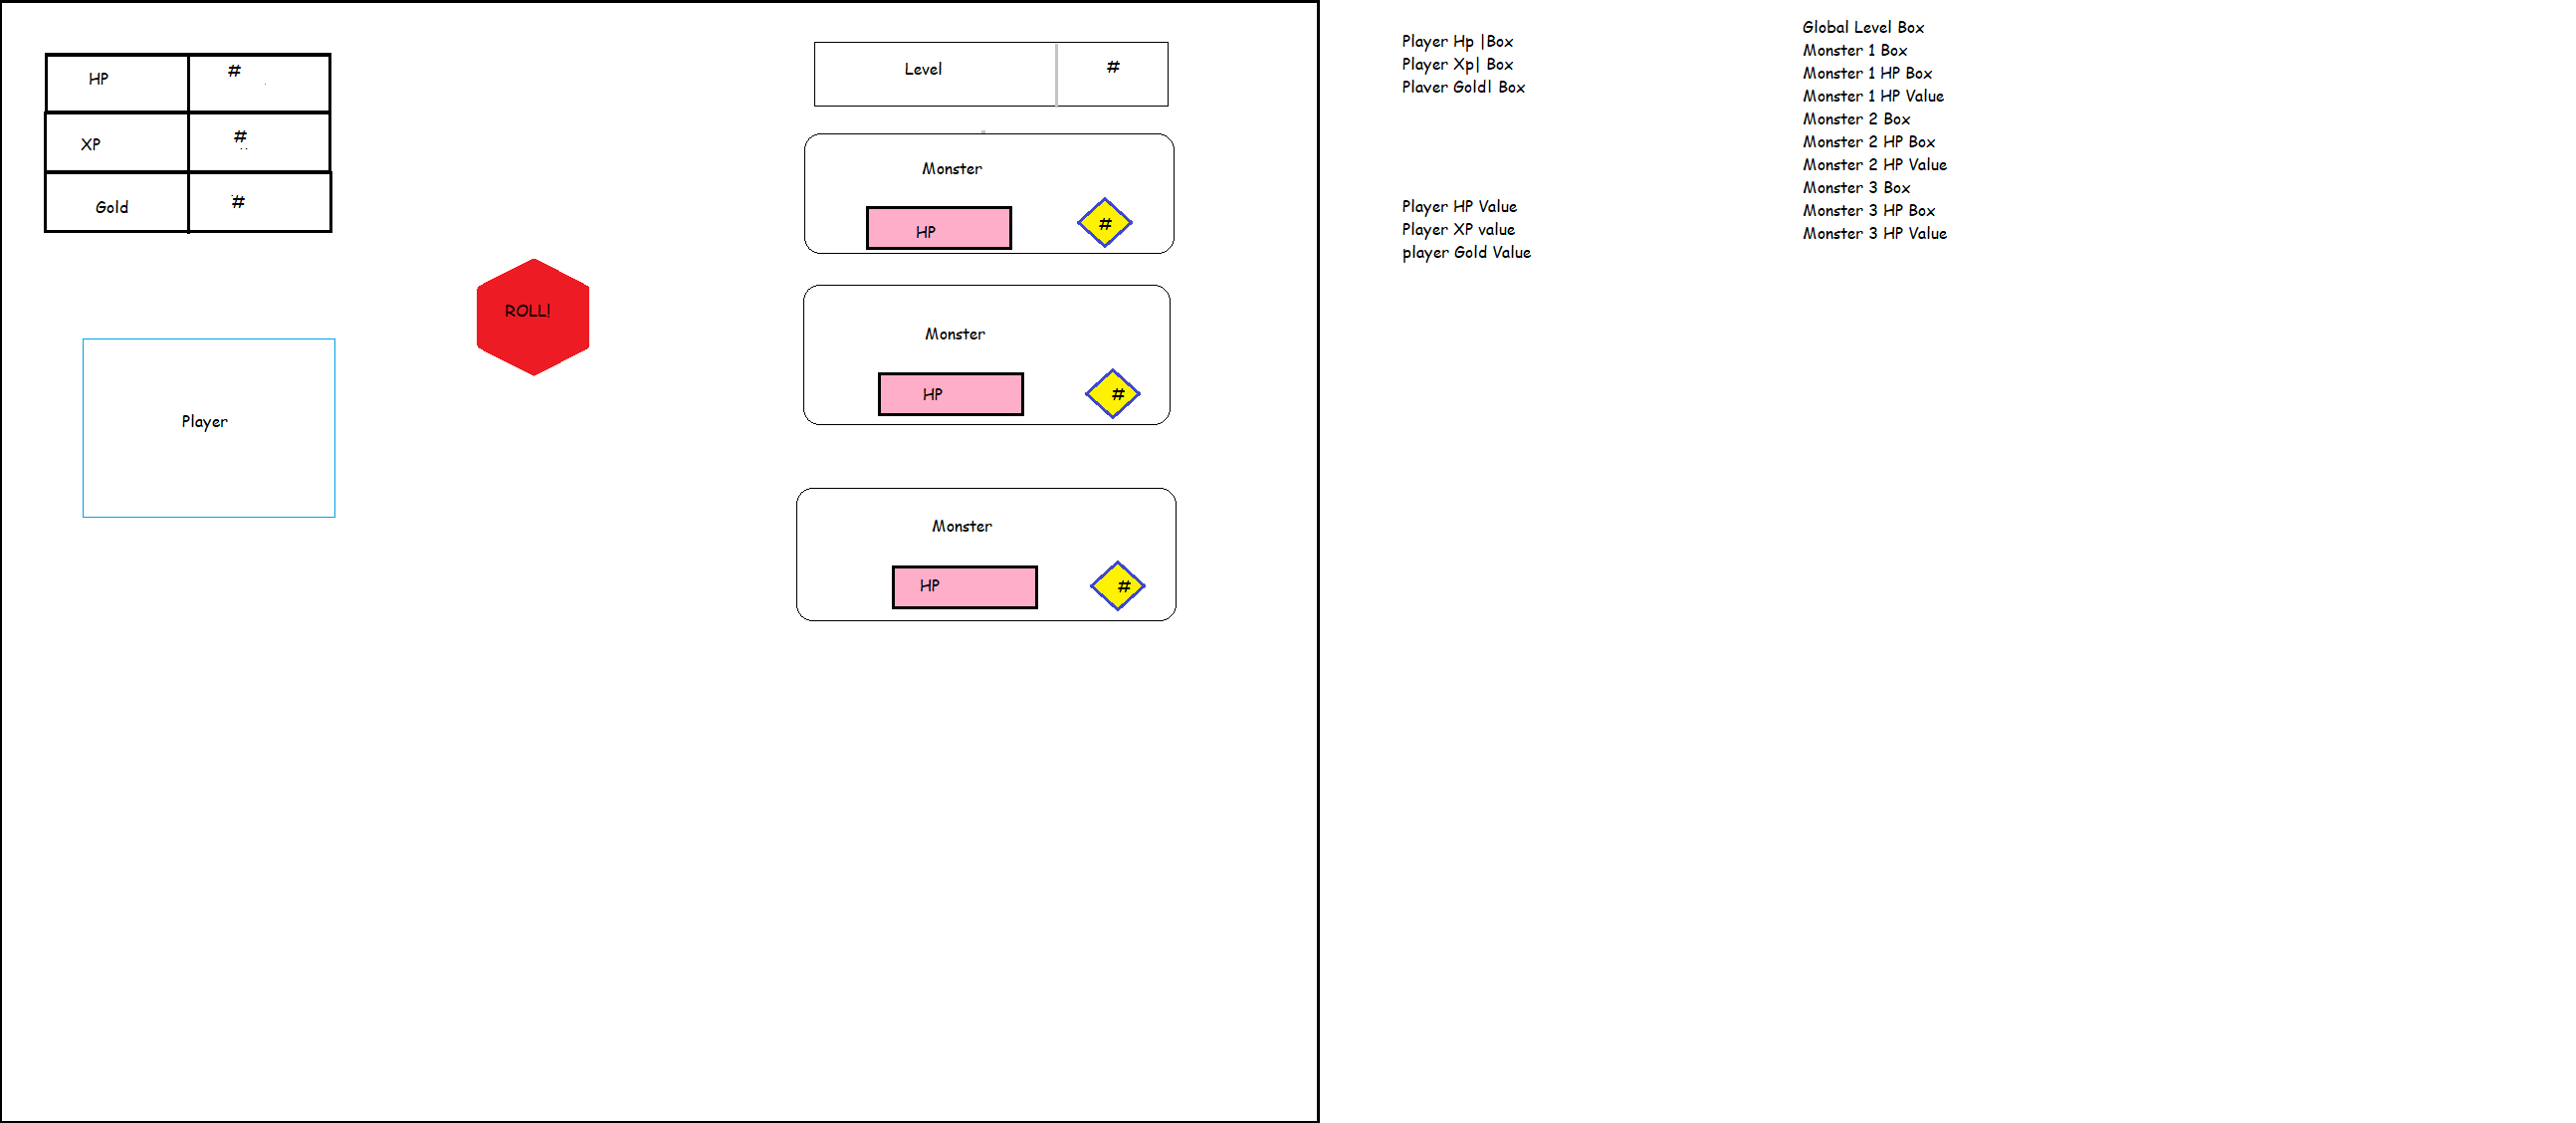 HP #
XP #
Gold #
ROLL!
Player
Level #
Monster
HP #
Monster
HP #
Monster
HP #
Player Hp |Box
Player Xp| Box
Player Gold| Box
Player HP Value
Player XP value
player Gold Value
Global Level Box
Monster 1 Box
Monster 1 HP Box
Monster 1 HP Value
Monster 2 Box
Monster 2 HP Box
Monster 2 HP Value
Monster 3 Box
Monster 3 HP Box
Monster 3 HP Value